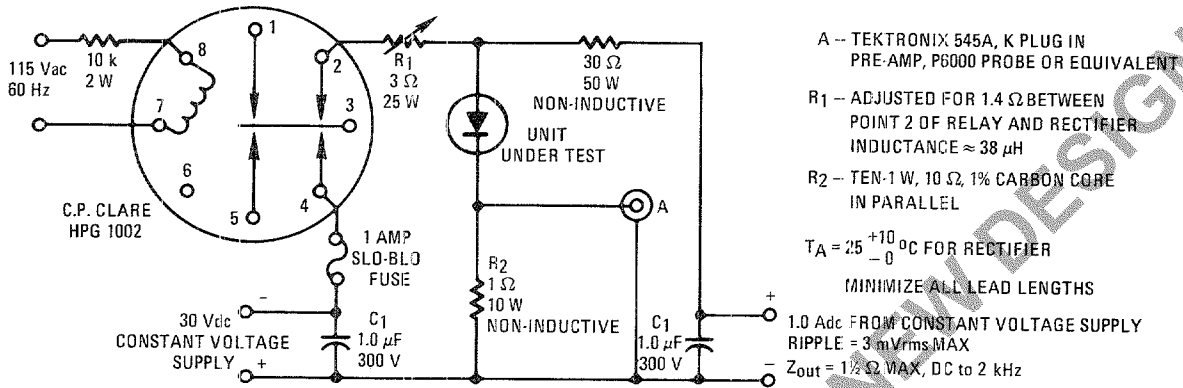 115 Vac
60 Hz
10 k
2 W
8
7
6
1
2
3
4
5
C.P. CLARE
HPG 1002
R1
3 Ω
25 W
30 Ω
50 W
NON-INDUCTIVE
UNIT
UNDER TEST
A
1 AMP
SLO-BLO
FUSE
R2
1 Ω
10 W
NON-INDUCTIVE
-
30 Vdc
CONSTANT VOLTAGE
SUPPLY
+
C1
1.0 μF
300 V
C1
1.0 μF
300 V
+
1.0 Adc FROM CONSTANT VOLTAGE SUPPLY
RIPPLE = 3 mVrms MAX
-
Zout = 1½ Ω MAX, DC to 2 kHz
A -- TEKTRONIX 545A, K PLUG IN
PRE-AMP, P6000 PROBE OR EQUIVALENT
R1 -- ADJUSTED FOR 1.4 Ω BETWEEN
POINT 2 OF RELAY AND RECTIFIER
INDUCTANCE ≈ 38 μH
R2 -- TEN-1 W, 10 Ω, 1% CARBON CORE
IN PARALLEL
TA = 25 +10 -0 °C FOR RECTIFIER
MINIMIZE ALL LEAD LENGTHS
NEW DESIGN